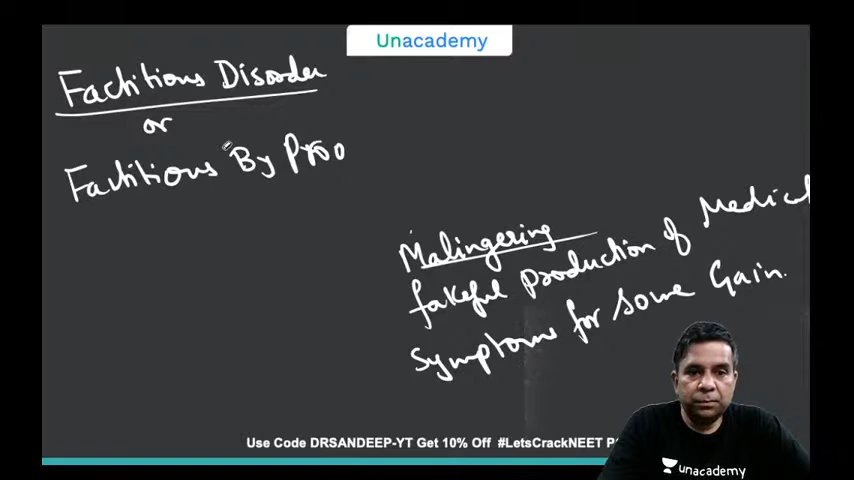 Unacademy
Factitious Disorder
or
Factitious By Proo
Malingering
fakeful production of Medical
symptoms for some Gain.
Use Code DRSANDEEP-YT Get 10% Off #LetsCrackNEET P
unacademy